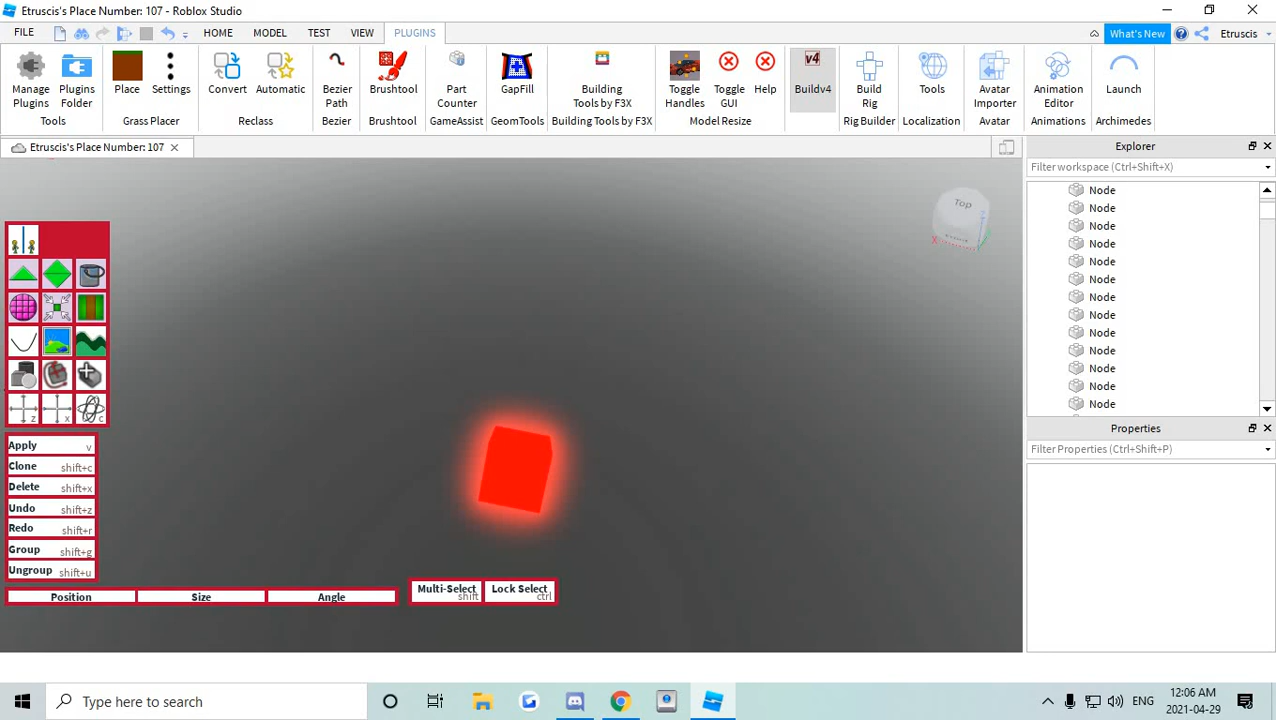 Etruscis's Place Number: 107 - Roblox Studio
FILE HOME MODEL TEST VIEW PLUGINS What's New Etruscis
Manage Plugins
Plugins Folder
Tools
Place
Settings
Grass Placer
Convert
Automatic
Reclass
Bezier Path
Bezier
Brushtool
Brushtool
Part Counter
GameAssist
GapFill
GeomTools
Building Tools by F3X
Building Tools by F3X
Toggle Handles
Toggle GUI
Help
Model Resize
v4
Buildv4
Build Rig
Rig Builder
Tools
Localization
Avatar Importer
Avatar
Animation Editor
Animations
Launch
Archimedes
Etruscis's Place Number: 107
Explorer
Filter workspace (Ctrl+Shift+X)
Node
Node
Node
Node
Node
Node
Node
Node
Node
Node
Node
Node
Node
Properties
Filter Properties (Ctrl+Shift+P)
Top
X
z
x
c
Apply v
Clone shift+c
Delete shift+x
Undo shift+z
Redo shift+r
Group shift+g
Ungroup shift+u
Position Size Angle
Multi-Select shift
Lock Select ctrl
Type here to search
ENG
12:06 AM
2021-04-29